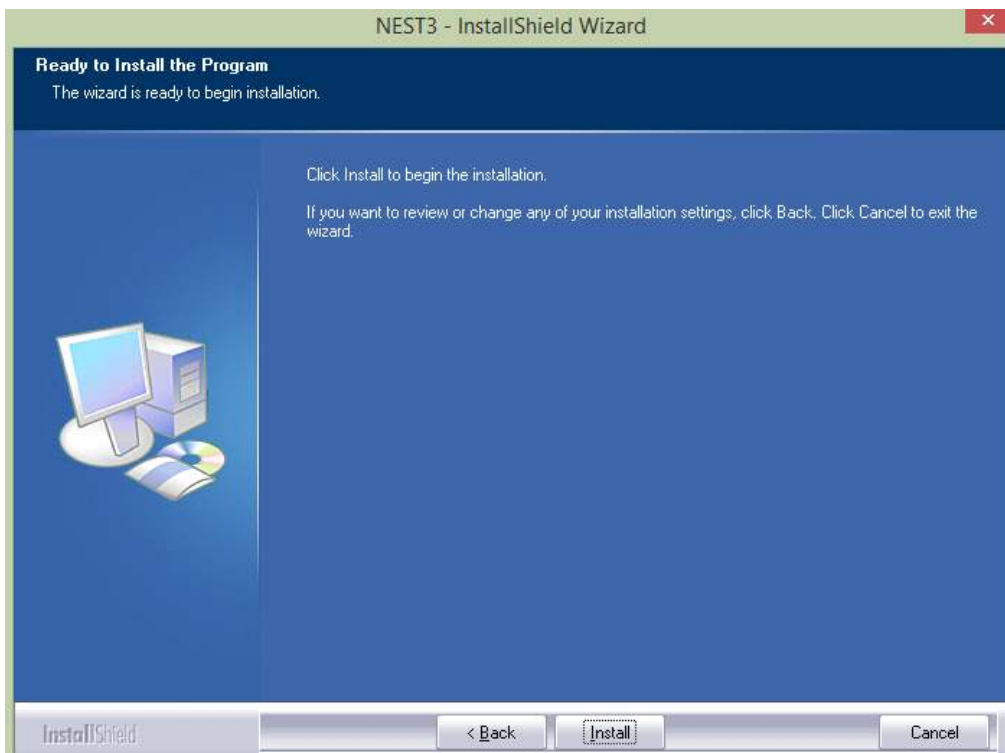 NEST3 - InstallShield Wizard
Ready to Install the Program
The wizard is ready to begin installation.
Click Install to begin the installation.
If you want to review or change any of your installation settings, click Back. Click Cancel to exit the
wizard.
InstallShield
< Back
Install
Cancel